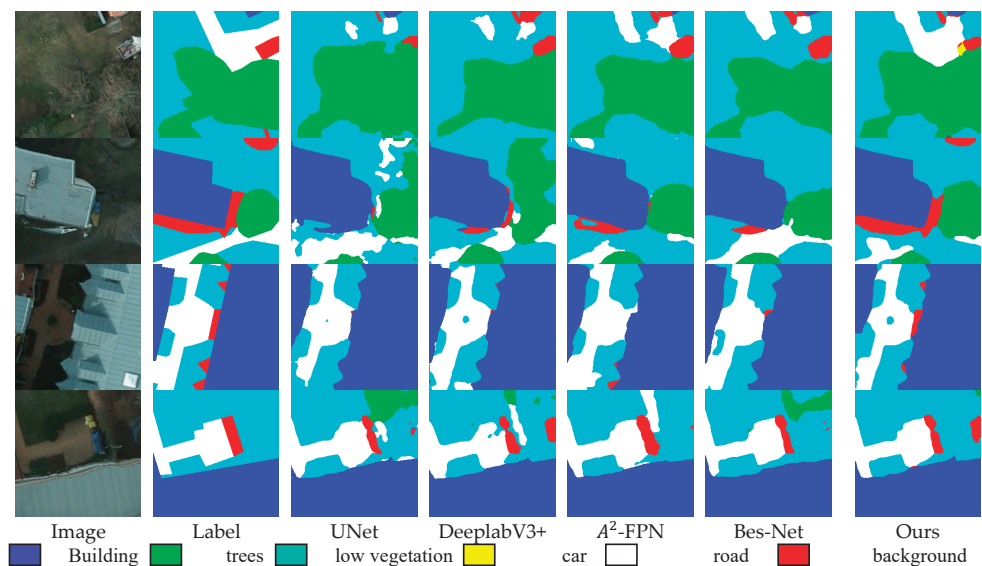 Image Label UNet DeeplabV3+ A²-FPN Bes-Net Ours
Building trees low vegetation car road background